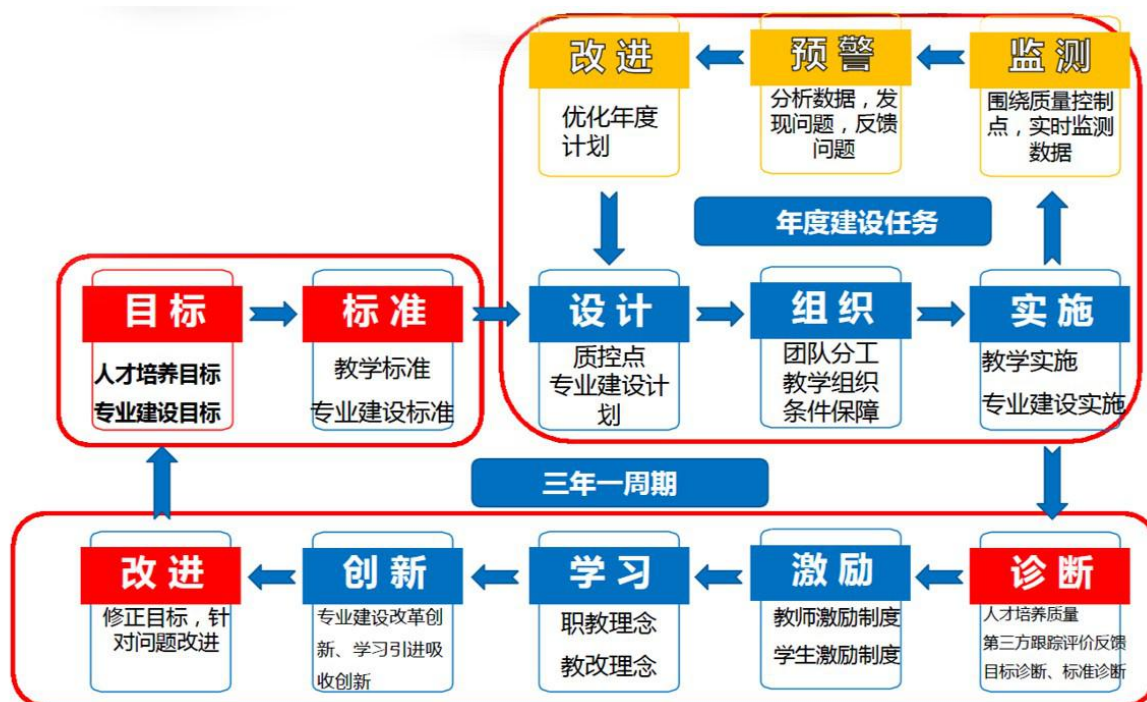 改进
优化年度
计划
预警
分析数据，发
现问题，反馈
问题
监测
围绕质量控制
点，实时监测
数据
年度建设任务
目标
人才培养目标
专业建设目标
标准
教学标准
专业建设标准
设计
质控点
专业建设计
划
组织
团队分工
教学组织
条件保障
实施
教学实施
专业建设实施
三年一周期
改进
修正目标，针
对问题改进
创新
专业建设改革创
新、学习引进吸
收创新
学习
职教理念
教改理念
激励
教师激励制度
学生激励制度
诊断
人才培养质量
第三方跟踪评价反馈
目标诊断、标准诊断